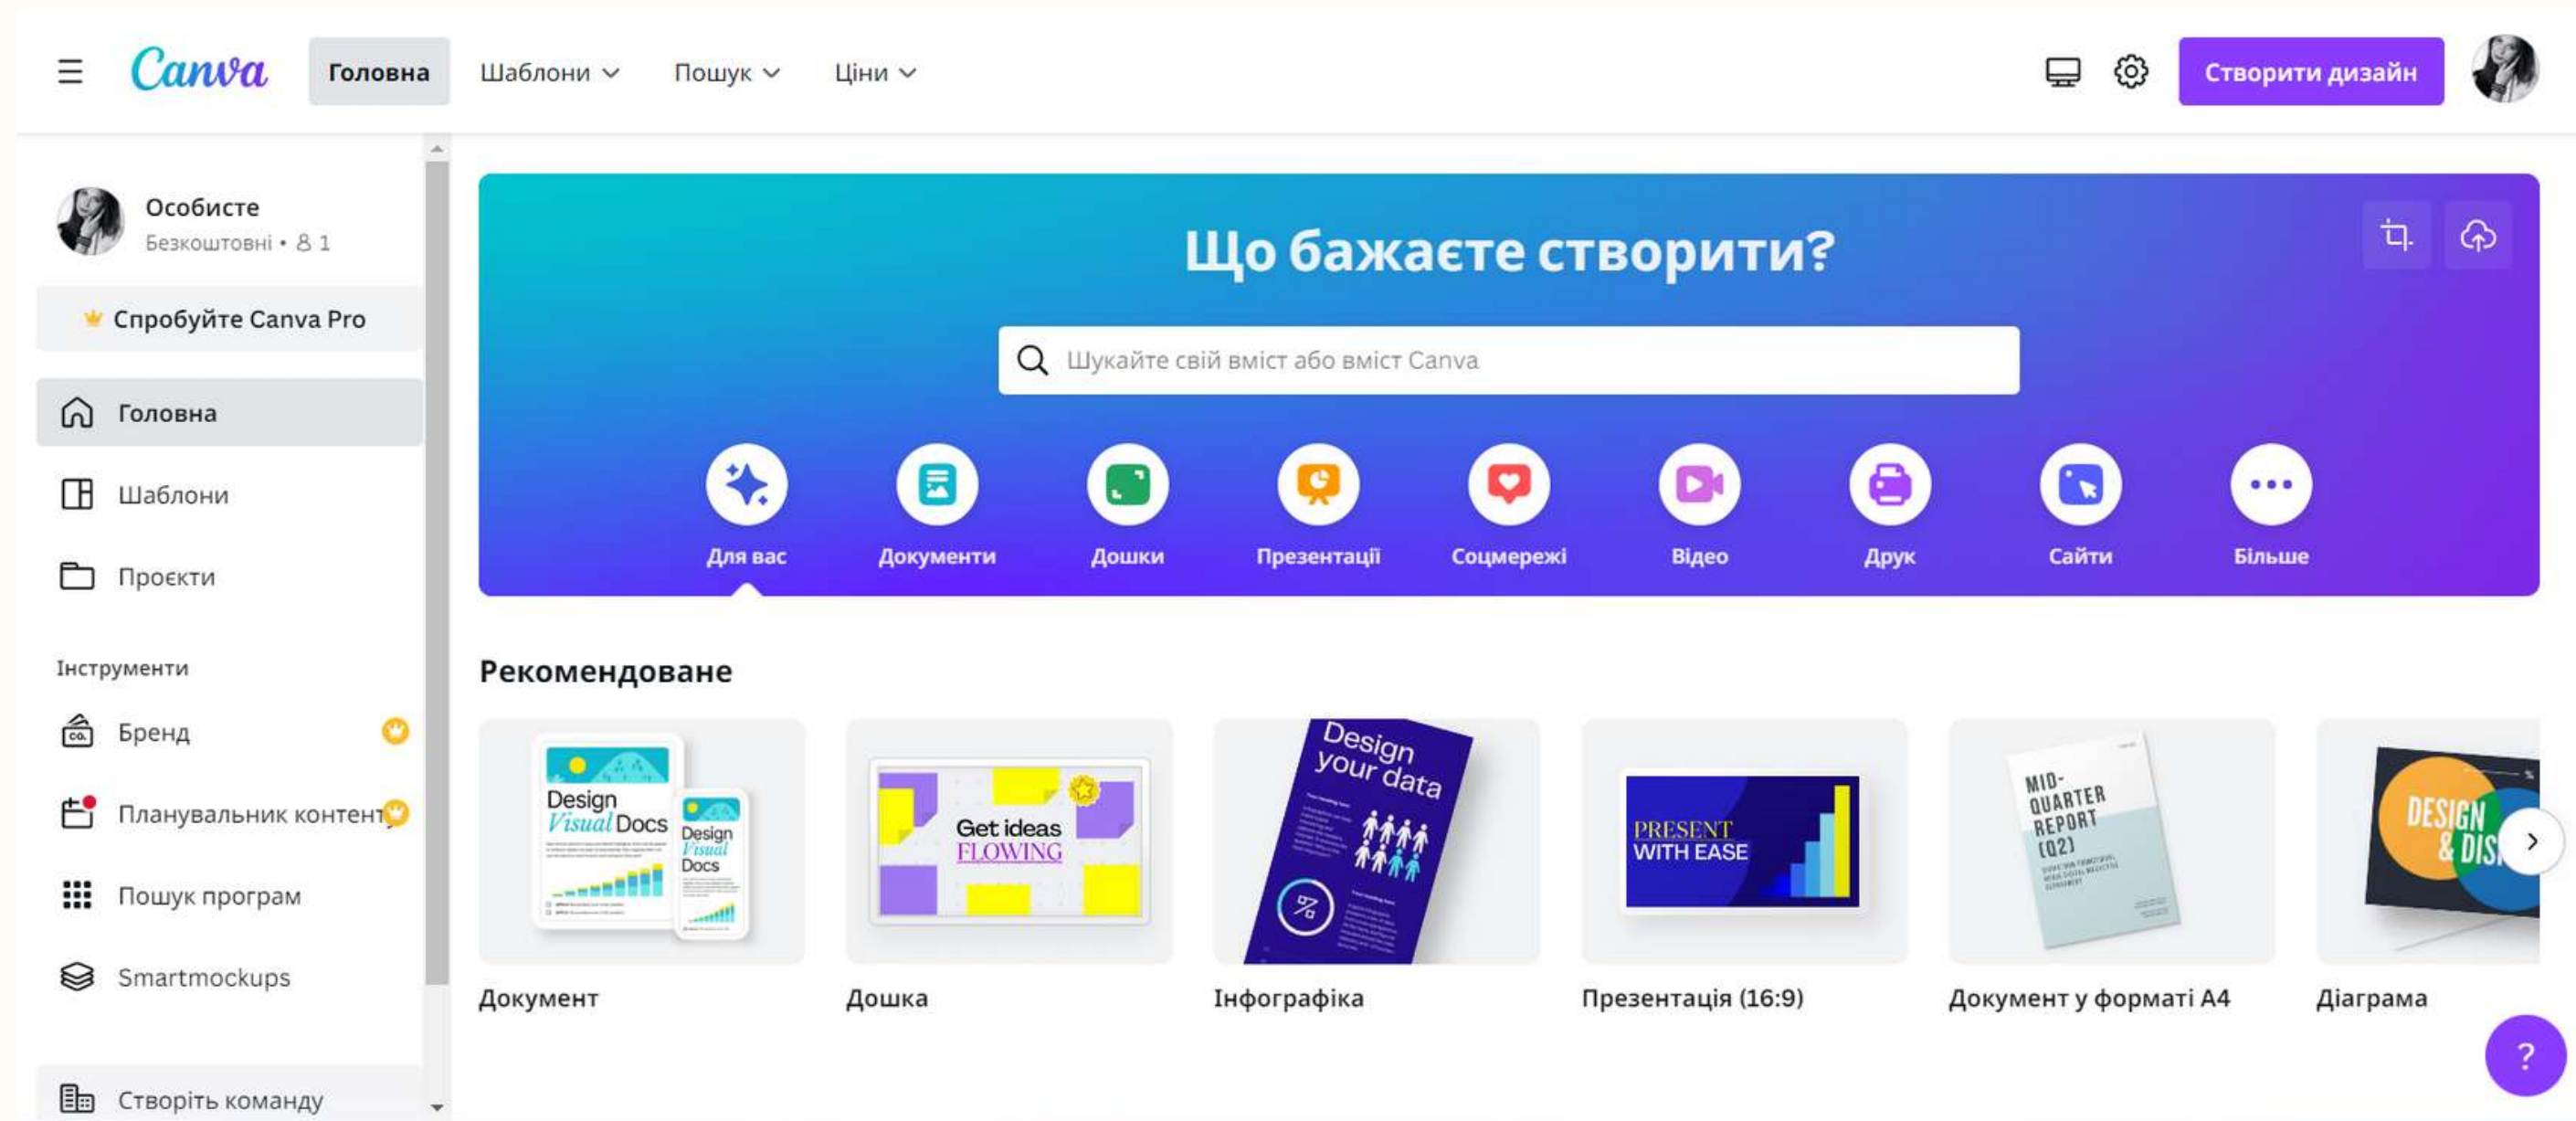 Canva
Головна
Шаблони
Пошук
Ціни
Створити дизайн
Особисте
Безкоштовні • 1
Спробуйте Canva Pro
Головна
Шаблони
Проєкти
Інструменти
Бренд
Планувальник контенту
Пошук програм
Smartmockups
Створіть команду
Що бажаєте створити?
Шукайте свій вміст або вміст Canva
Для вас
Документи
Дошки
Презентації
Соцмережі
Відео
Друк
Сайти
Більше
Рекомендоване
Design
Visual Docs
Design
Visual
Docs
Get ideas
FLOWING
Design
your data
%
PRESENT
WITH EASE
MID-
QUARTER
REPORT
(Q2)
DESIGN
& DIS
Документ
Дошка
Інфографіка
Презентація (16:9)
Документ у форматі A4
Діаграма
?